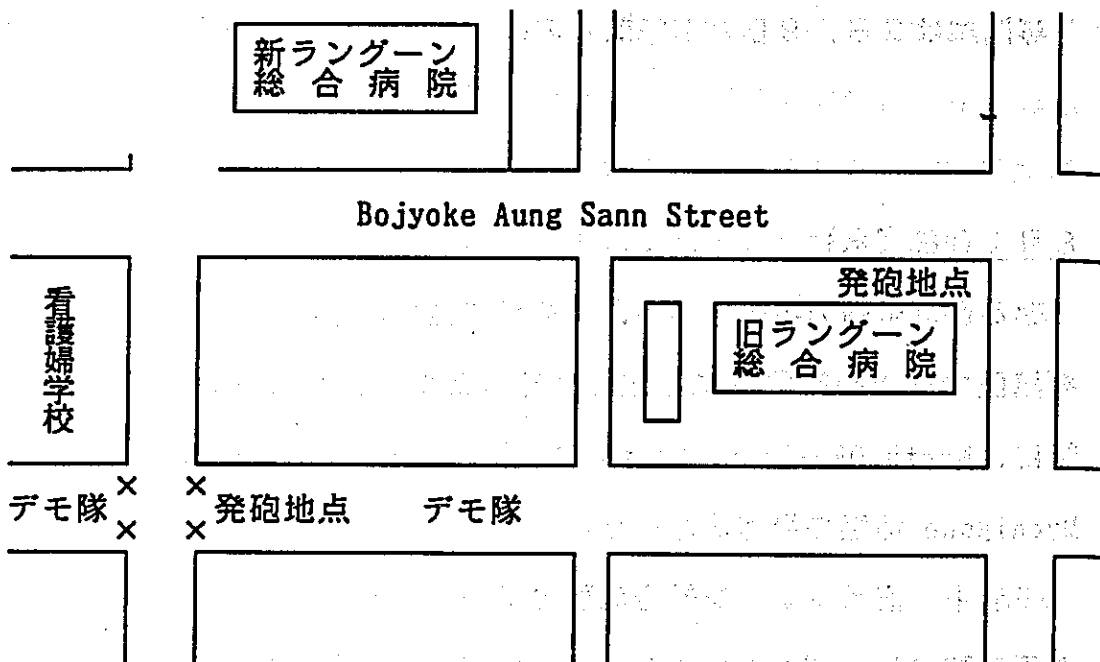 新ラングーン
総合病院
Bojyoke Aung Sann Street
看護婦学校
発砲地点
旧ラングーン
総合病院
デモ隊
×
×
×
×
発砲地点
デモ隊